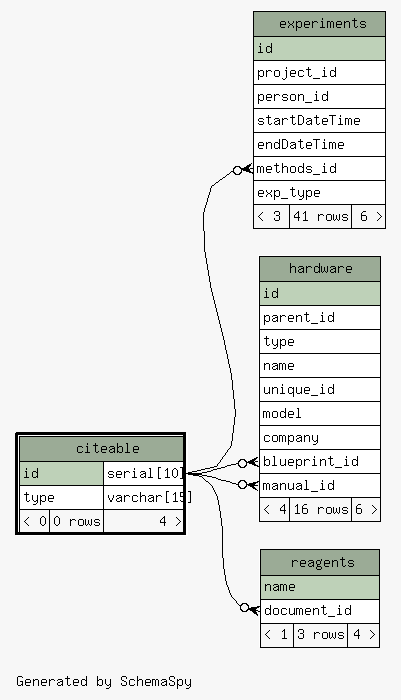 experiments
id
project_id
person_id
startDateTime
endDateTime
methods_id
exp_type
< 3 41 rows 6 >
hardware
id
parent_id
type
name
unique_id
model
company
blueprint_id
manual_id
< 4 16 rows 6 >
citeable
id serial[10]
type varchar[15]
< 0 0 rows 4 >
reagents
name
document_id
< 1 3 rows 4 >
Generated by SchemaSpy